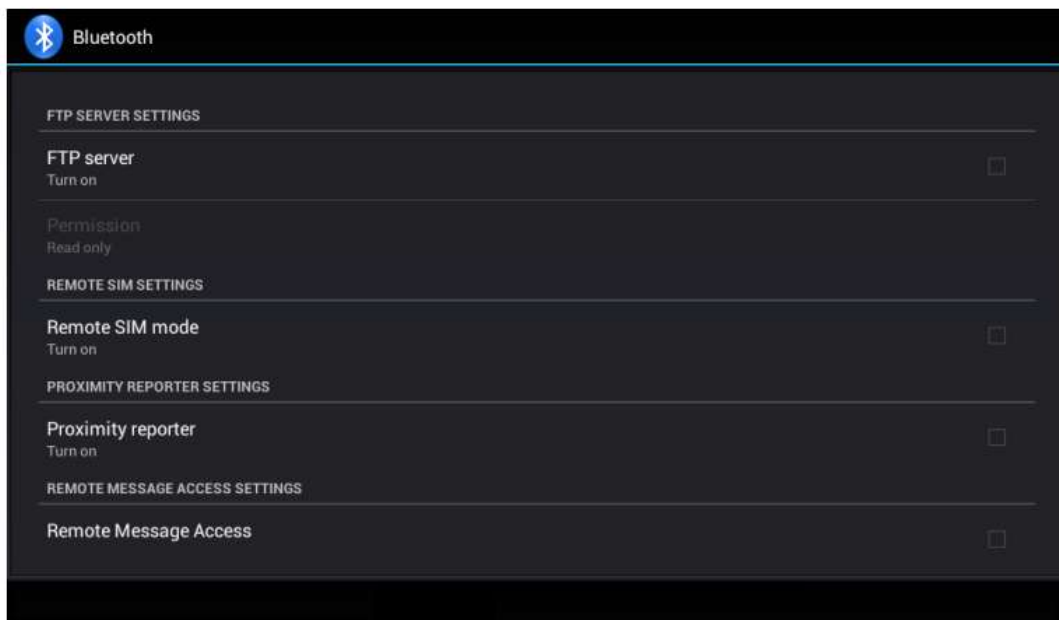 Bluetooth
FTP SERVER SETTINGS
FTP server
Turn on
Permission
Read only
REMOTE SIM SETTINGS
Remote SIM mode
Turn on
PROXIMITY REPORTER SETTINGS
Proximity reporter
Turn on
REMOTE MESSAGE ACCESS SETTINGS
Remote Message Access